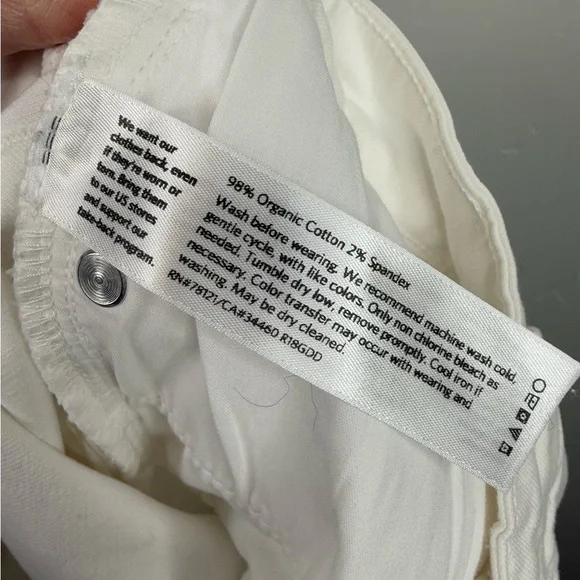 We want our
clothes back, even
if they're worn or
torn. Bring them
to our US stores
and support our
take-back program.
98% Organic Cotton 2% Spandex
Wash before wearing. We recommend machine wash cold,
gentle cycle, with like colors. Only non chlorine bleach as
needed. Tumble dry low, remove promptly. Cool iron if
necessary. Color transfer may occur with wearing and
washing. May be dry cleaned.
RN#78121/CA#34460 R18GDD